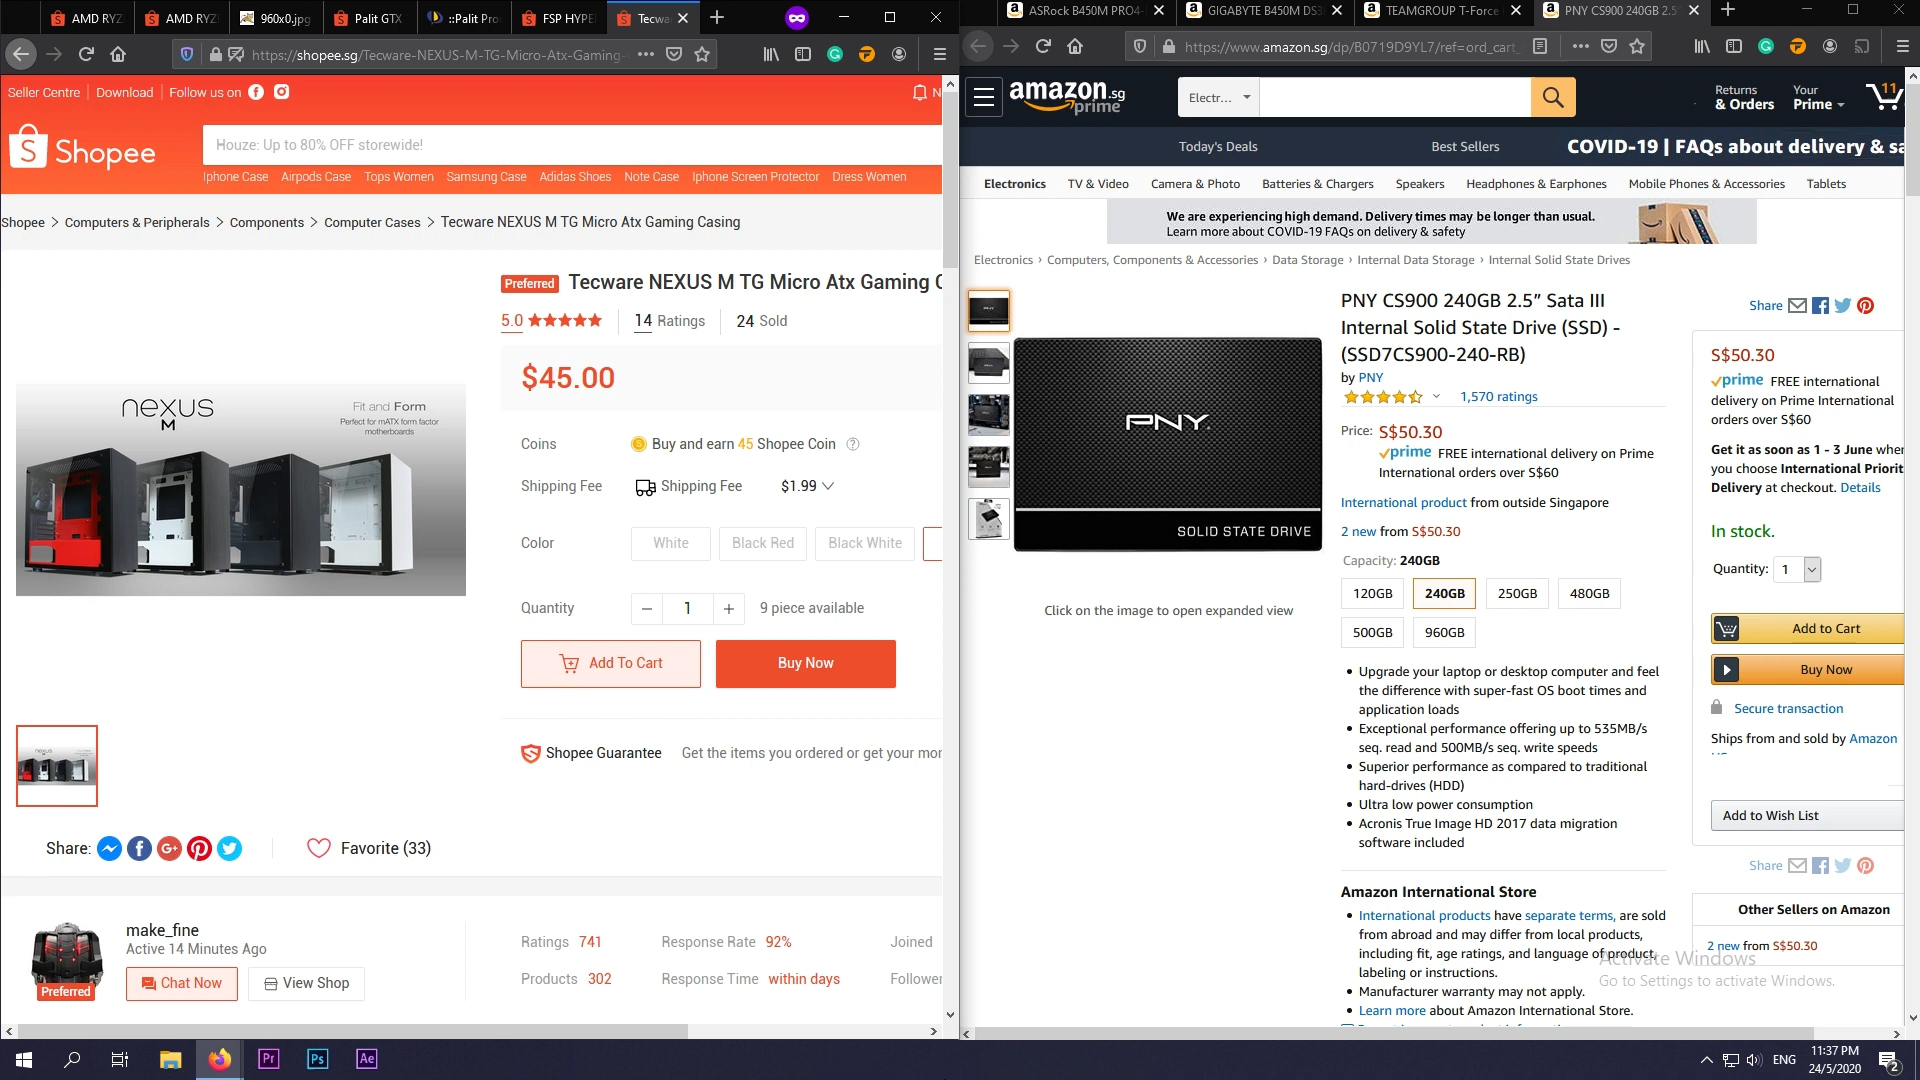 AMD RYZ
AMD RYZ
960x0.jpg
Palit GTX
::Palit Pro
FSP HYPE
Tecwa
https://shopee.sg/Tecware-NEXUS-M-TG-Micro-Atx-Gaming-
Seller Centre
Download
Follow us on
N
Shopee
Houze: Up to 80% OFF storewide!
Iphone Case
Airpods Case
Tops Women
Samsung Case
Adidas Shoes
Note Case
Iphone Screen Protector
Dress Women
Shopee > Computers & Peripherals > Components > Computer Cases > Tecware NEXUS M TG Micro Atx Gaming Casing
nexus
M
Fit and Form
Perfect for mATX form factor
motherboards
Preferred
Tecware NEXUS M TG Micro Atx Gaming C
5.0
14 Ratings
24 Sold
$45.00
Coins
Buy and earn 45 Shopee Coin
Shipping Fee
Shipping Fee
$1.99
Color
White
Black Red
Black White
Quantity
1
9 piece available
Add To Cart
Buy Now
Shopee Guarantee
Get the items you ordered or get your mor
Share:
Favorite (33)
make_fine
Active 14 Minutes Ago
Preferred
Chat Now
View Shop
Ratings 741
Response Rate 92%
Joined
Products 302
Response Time within days
Follower
ASRock B450M PRO4-
GIGABYTE B450M DS3
TEAMGROUP T-Force
PNY CS900 240GB 2.5"
https://www.amazon.sg/dp/B0719D9YL7/ref=ord_cart_
amazon.sg
prime
Electr...
Returns
& Orders
Your
Prime
11
Today's Deals
Best Sellers
COVID-19 | FAQs about delivery & sa
Electronics
TV & Video
Camera & Photo
Batteries & Chargers
Speakers
Headphones & Earphones
Mobile Phones & Accessories
Tablets
We are experiencing high demand. Delivery times may be longer than usual.
Learn more about COVID-19 FAQs on delivery & safety
Electronics › Computers, Components & Accessories › Data Storage › Internal Data Storage › Internal Solid State Drives
PNY
SOLID STATE DRIVE
Click on the image to open expanded view
PNY CS900 240GB 2.5” Sata III
Internal Solid State Drive (SSD) -
(SSD7CS900-240-RB)
by PNY
1,570 ratings
Price: S$50.30
prime FREE international delivery on Prime
International orders over S$60
International product from outside Singapore
2 new from S$50.30
Capacity: 240GB
120GB
240GB
250GB
480GB
500GB
960GB
• Upgrade your laptop or desktop computer and feel
the difference with super-fast OS boot times and
application loads
• Exceptional performance offering up to 535MB/s
seq. read and 500MB/s seq. write speeds
• Superior performance as compared to traditional
hard-drives (HDD)
• Ultra low power consumption
• Acronis True Image HD 2017 data migration
software included
Amazon International Store
• International products have separate terms, are sold
from abroad and may differ from local products,
including fit, age ratings, and language of product,
labeling or instructions.
• Manufacturer warranty may not apply.
• Learn more about Amazon International Store.
Share
S$50.30
prime FREE international
delivery on Prime International
orders over S$60
Get it as soon as 1 - 3 June when
you choose International Priorit
Delivery at checkout. Details
In stock.
Quantity: 1
Add to Cart
Buy Now
Secure transaction
Ships from and sold by Amazon
Add to Wish List
Share
Other Sellers on Amazon
2 new from S$50.30
Activate Windows
Go to Settings to activate Windows.
Pr
Ps
Ae
ENG
11:37 PM
24/5/2020
2